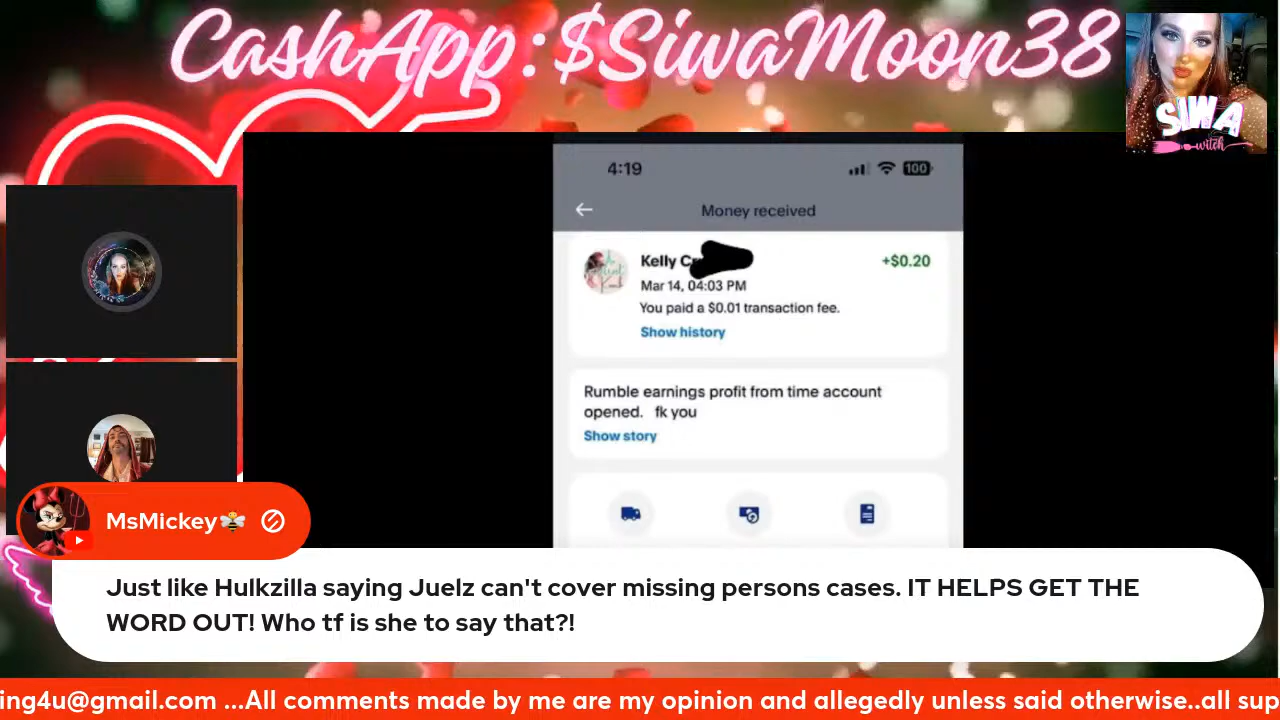 CashApp:$SiwaMoon38
SIWA
witch
4:19
100
Money received
Kelly C
+$0.20
Mar 14, 04:03 PM
You paid a $0.01 transaction fee.
Show history
Rumble earnings profit from time account
opened. fk you
Show story
MsMickey🐝
Just like Hulkzilla saying Juelz can't cover missing persons cases. IT HELPS GET THE
WORD OUT! Who tf is she to say that?!
ing4u@gmail.com ...All comments made by me are my opinion and allegedly unless said otherwise..all sup